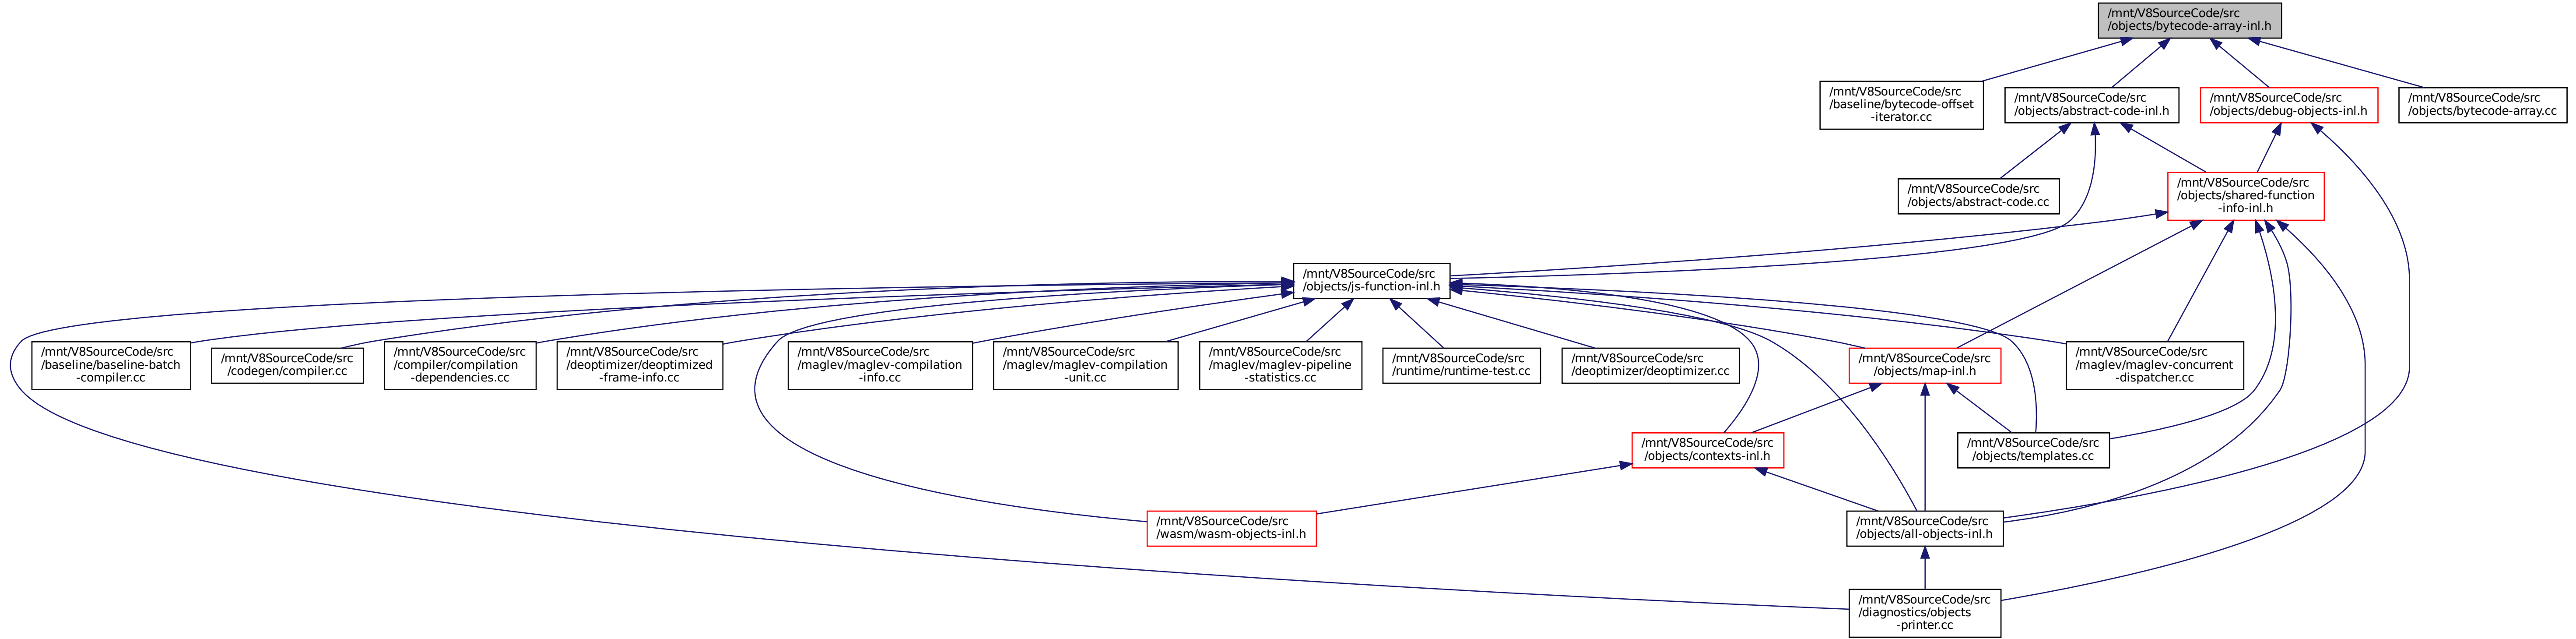 /mnt/V8SourceCode/src
/objects/bytecode-array-inl.h
/mnt/V8SourceCode/src
/baseline/bytecode-offset
-iterator.cc
/mnt/V8SourceCode/src
/objects/abstract-code-inl.h
/mnt/V8SourceCode/src
/objects/debug-objects-inl.h
/mnt/V8SourceCode/src
/objects/bytecode-array.cc
/mnt/V8SourceCode/src
/objects/abstract-code.cc
/mnt/V8SourceCode/src
/objects/shared-function
-info-inl.h
/mnt/V8SourceCode/src
/objects/js-function-inl.h
/mnt/V8SourceCode/src
/baseline/baseline-batch
-compiler.cc
/mnt/V8SourceCode/src
/codegen/compiler.cc
/mnt/V8SourceCode/src
/compiler/compilation
-dependencies.cc
/mnt/V8SourceCode/src
/deoptimizer/deoptimized
-frame-info.cc
/mnt/V8SourceCode/src
/maglev/maglev-compilation
-info.cc
/mnt/V8SourceCode/src
/maglev/maglev-compilation
-unit.cc
/mnt/V8SourceCode/src
/maglev/maglev-pipeline
-statistics.cc
/mnt/V8SourceCode/src
/runtime/runtime-test.cc
/mnt/V8SourceCode/src
/deoptimizer/deoptimizer.cc
/mnt/V8SourceCode/src
/objects/map-inl.h
/mnt/V8SourceCode/src
/maglev/maglev-concurrent
-dispatcher.cc
/mnt/V8SourceCode/src
/objects/contexts-inl.h
/mnt/V8SourceCode/src
/objects/templates.cc
/mnt/V8SourceCode/src
/wasm/wasm-objects-inl.h
/mnt/V8SourceCode/src
/objects/all-objects-inl.h
/mnt/V8SourceCode/src
/diagnostics/objects
-printer.cc